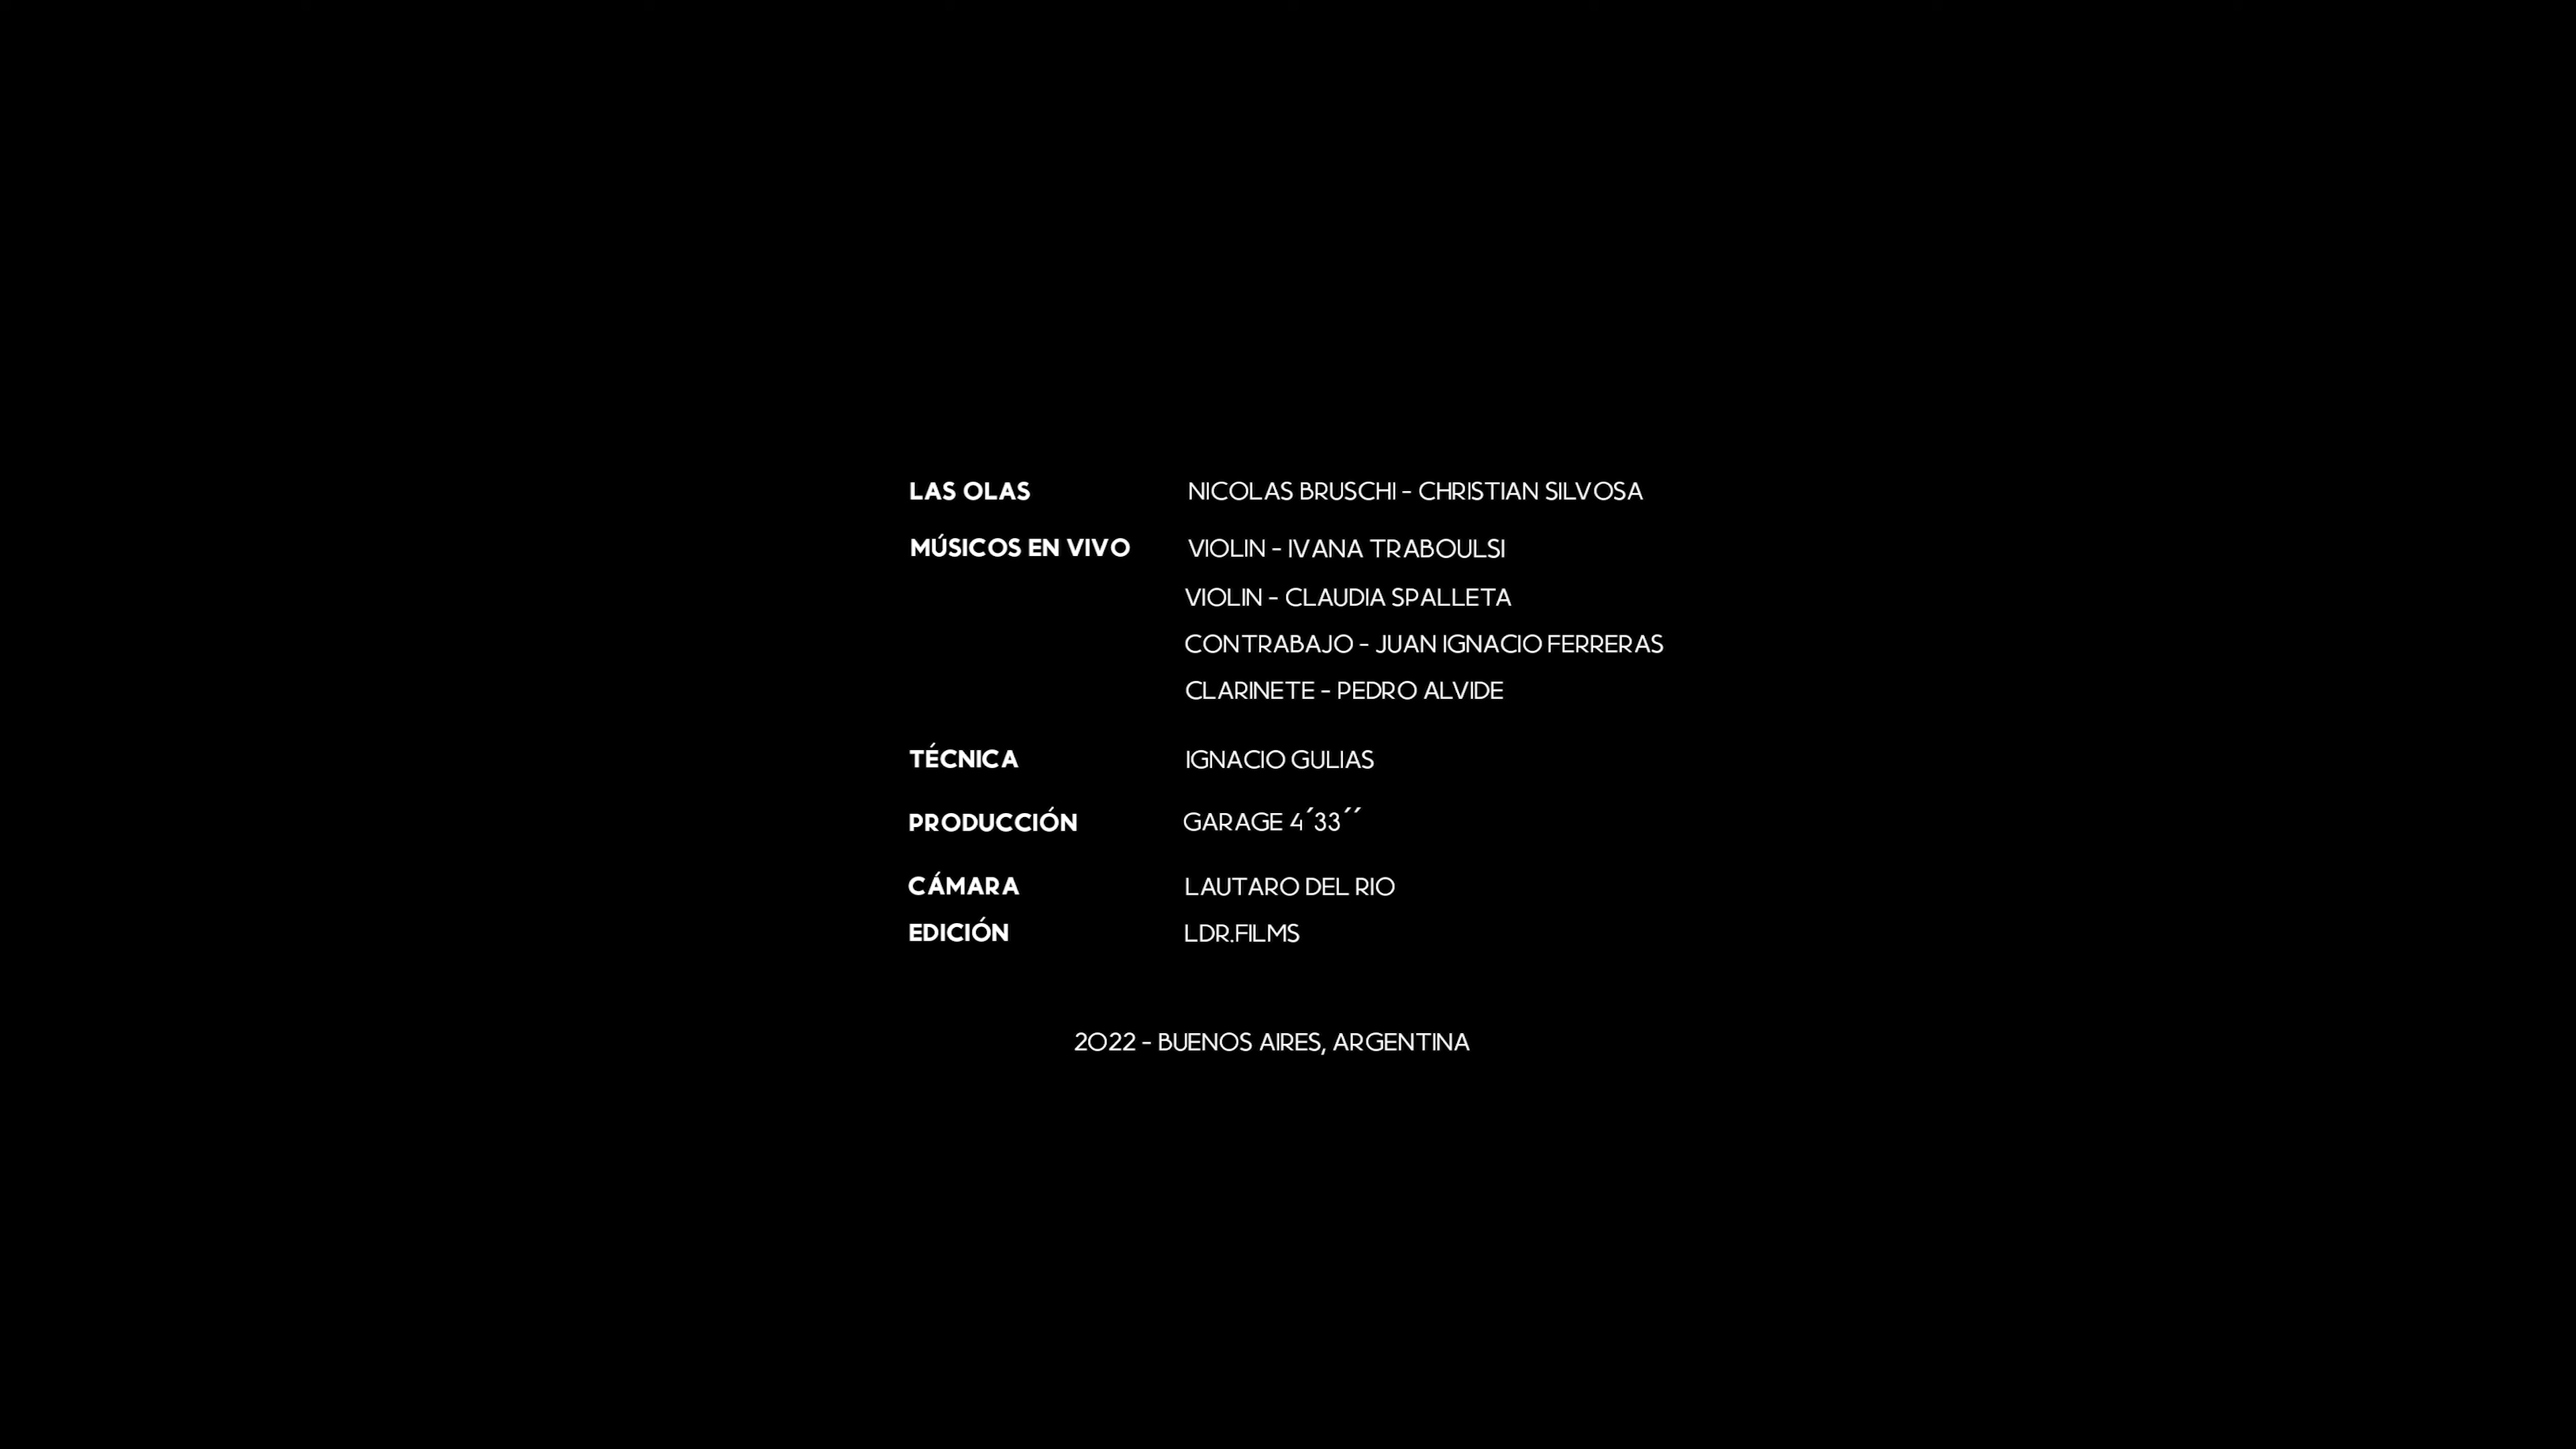 LAS OLAS NICOLAS BRUSCHI - CHRISTIAN SILVOSA
MÚSICOS EN VIVO VIOLIN - IVANA TRABOULSI
VIOLIN - CLAUDIA SPALLETA
CONTRABAJO - JUAN IGNACIO FERRERAS
CLARINETE - PEDRO ALVIDE
TÉCNICA IGNACIO GULIAS
PRODUCCIÓN GARAGE 4´33´´
CÁMARA LAUTARO DEL RIO
EDICIÓN LDR.FILMS
2022 - BUENOS AIRES, ARGENTINA